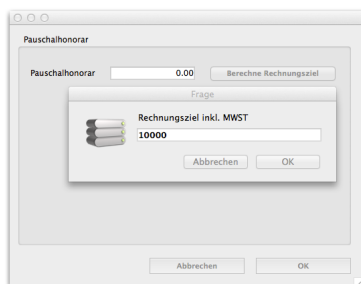 Pauschalhonorar
Pauschalhonorar 0.00 Berechne Rechnungsziel
Frage
Rechnungsziel inkl. MWST
10000
Abbrechen OK
Abbrechen OK